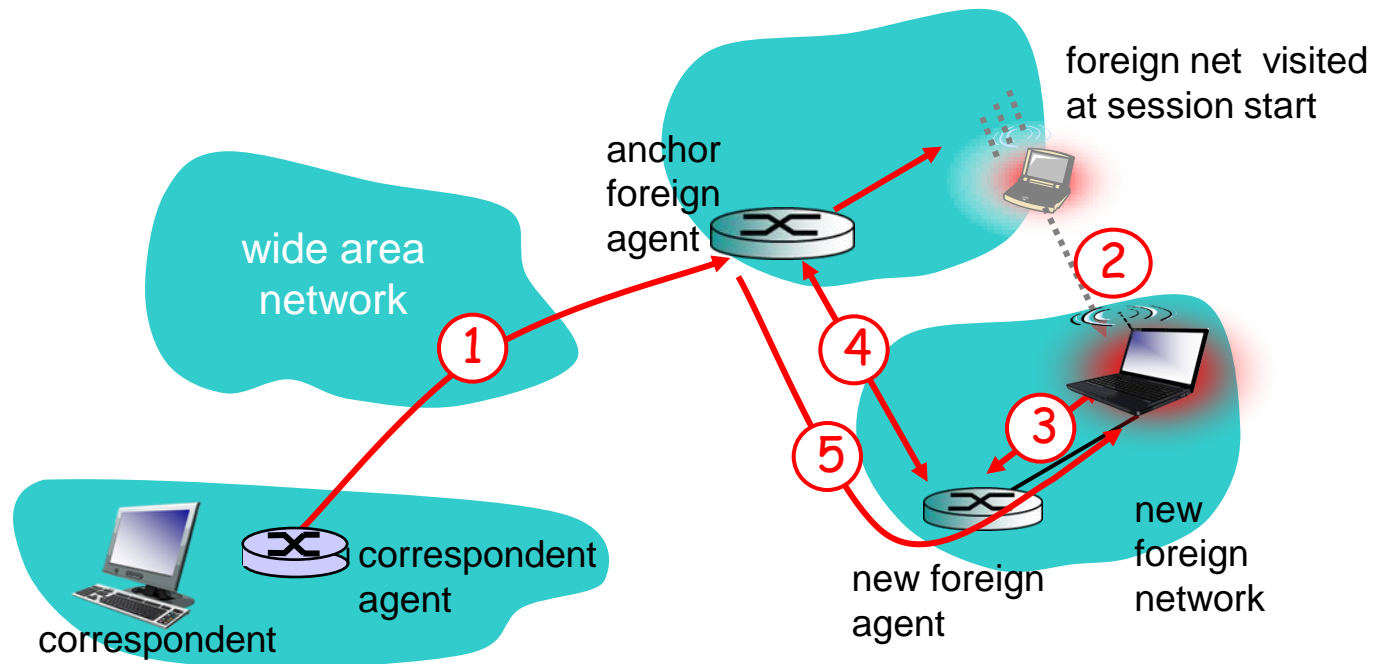 foreign net visited
at session start
anchor
foreign
agent
wide area
network
2
1
4
3
5
correspondent
agent
correspondent
new foreign
agent
new
foreign
network